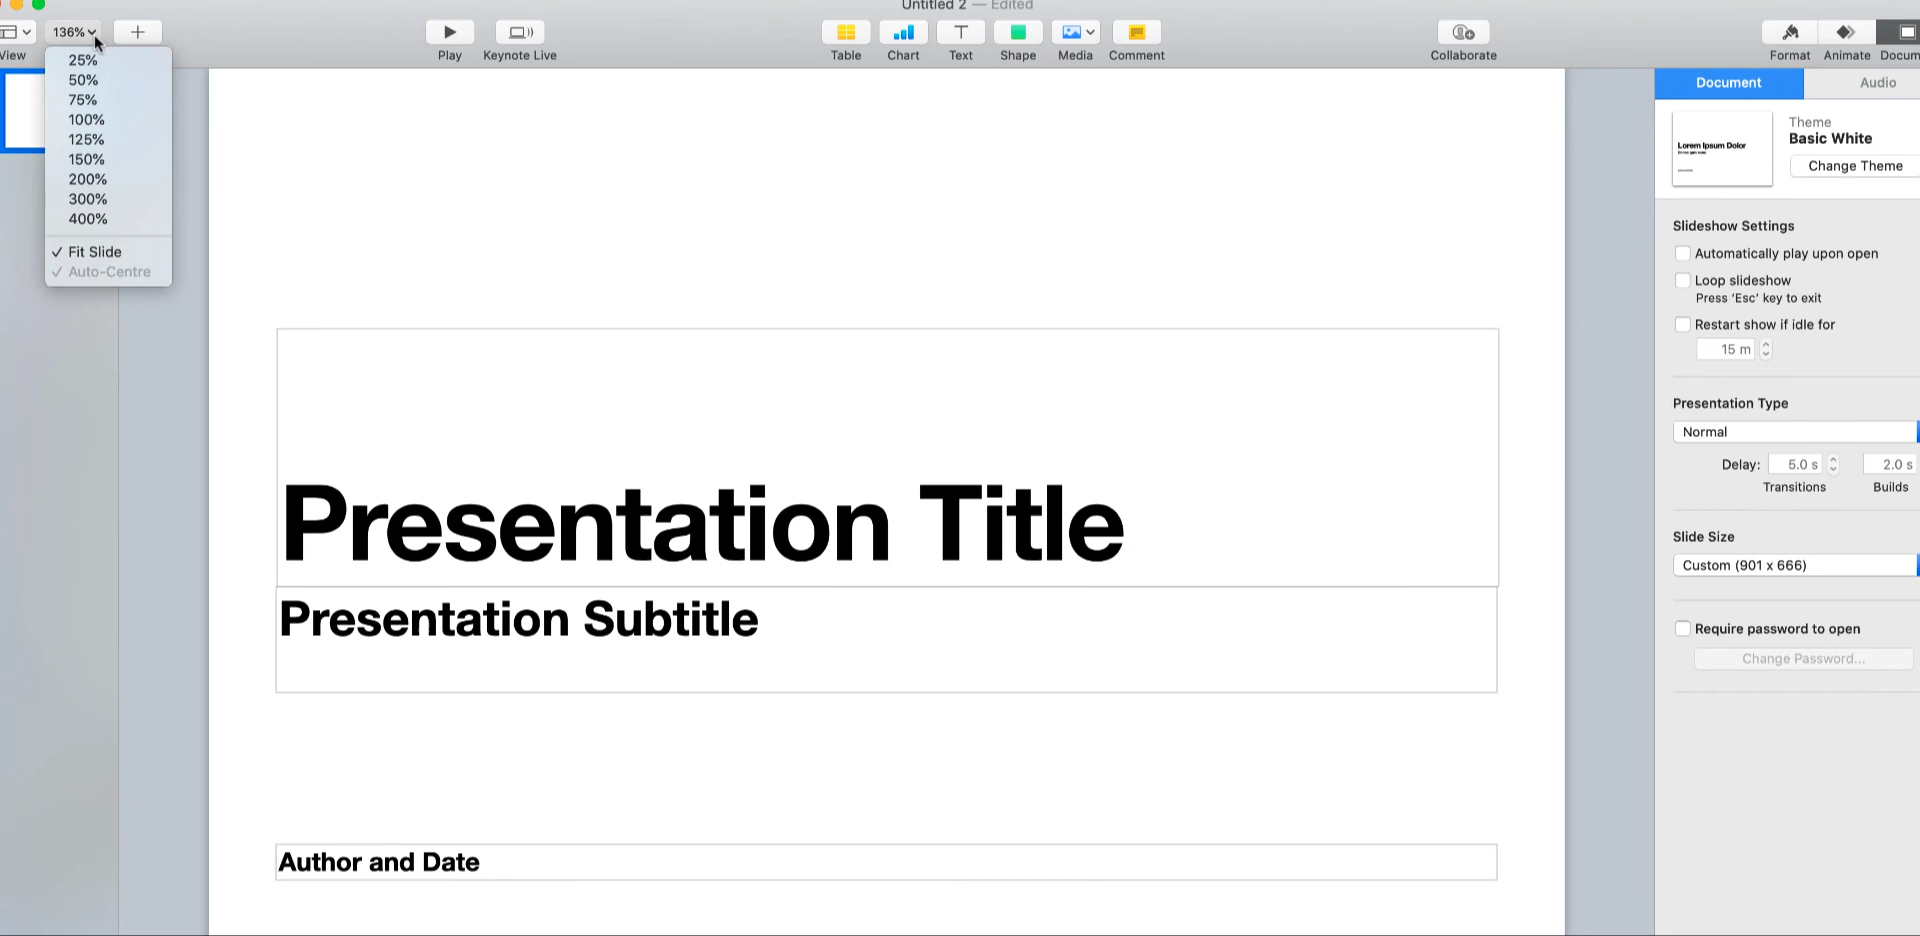 Untitled 2 — Edited
136%
View
Play
Keynote Live
Table
Chart
Text
Shape
Media
Comment
Collaborate
Format
Animate
Docum
25%
50%
75%
100%
125%
150%
200%
300%
400%
✓ Fit Slide
✓ Auto-Centre
Presentation Title
Presentation Subtitle
Author and Date
Document
Audio
Lorem Ipsum Dolor
Theme
Basic White
Change Theme
Slideshow Settings
Automatically play upon open
Loop slideshow
Press ‘Esc’ key to exit
Restart show if idle for
15 m
Presentation Type
Normal
Delay: 5.0 s 2.0 s
Transitions Builds
Slide Size
Custom (901 x 666)
Require password to open
Change Password...